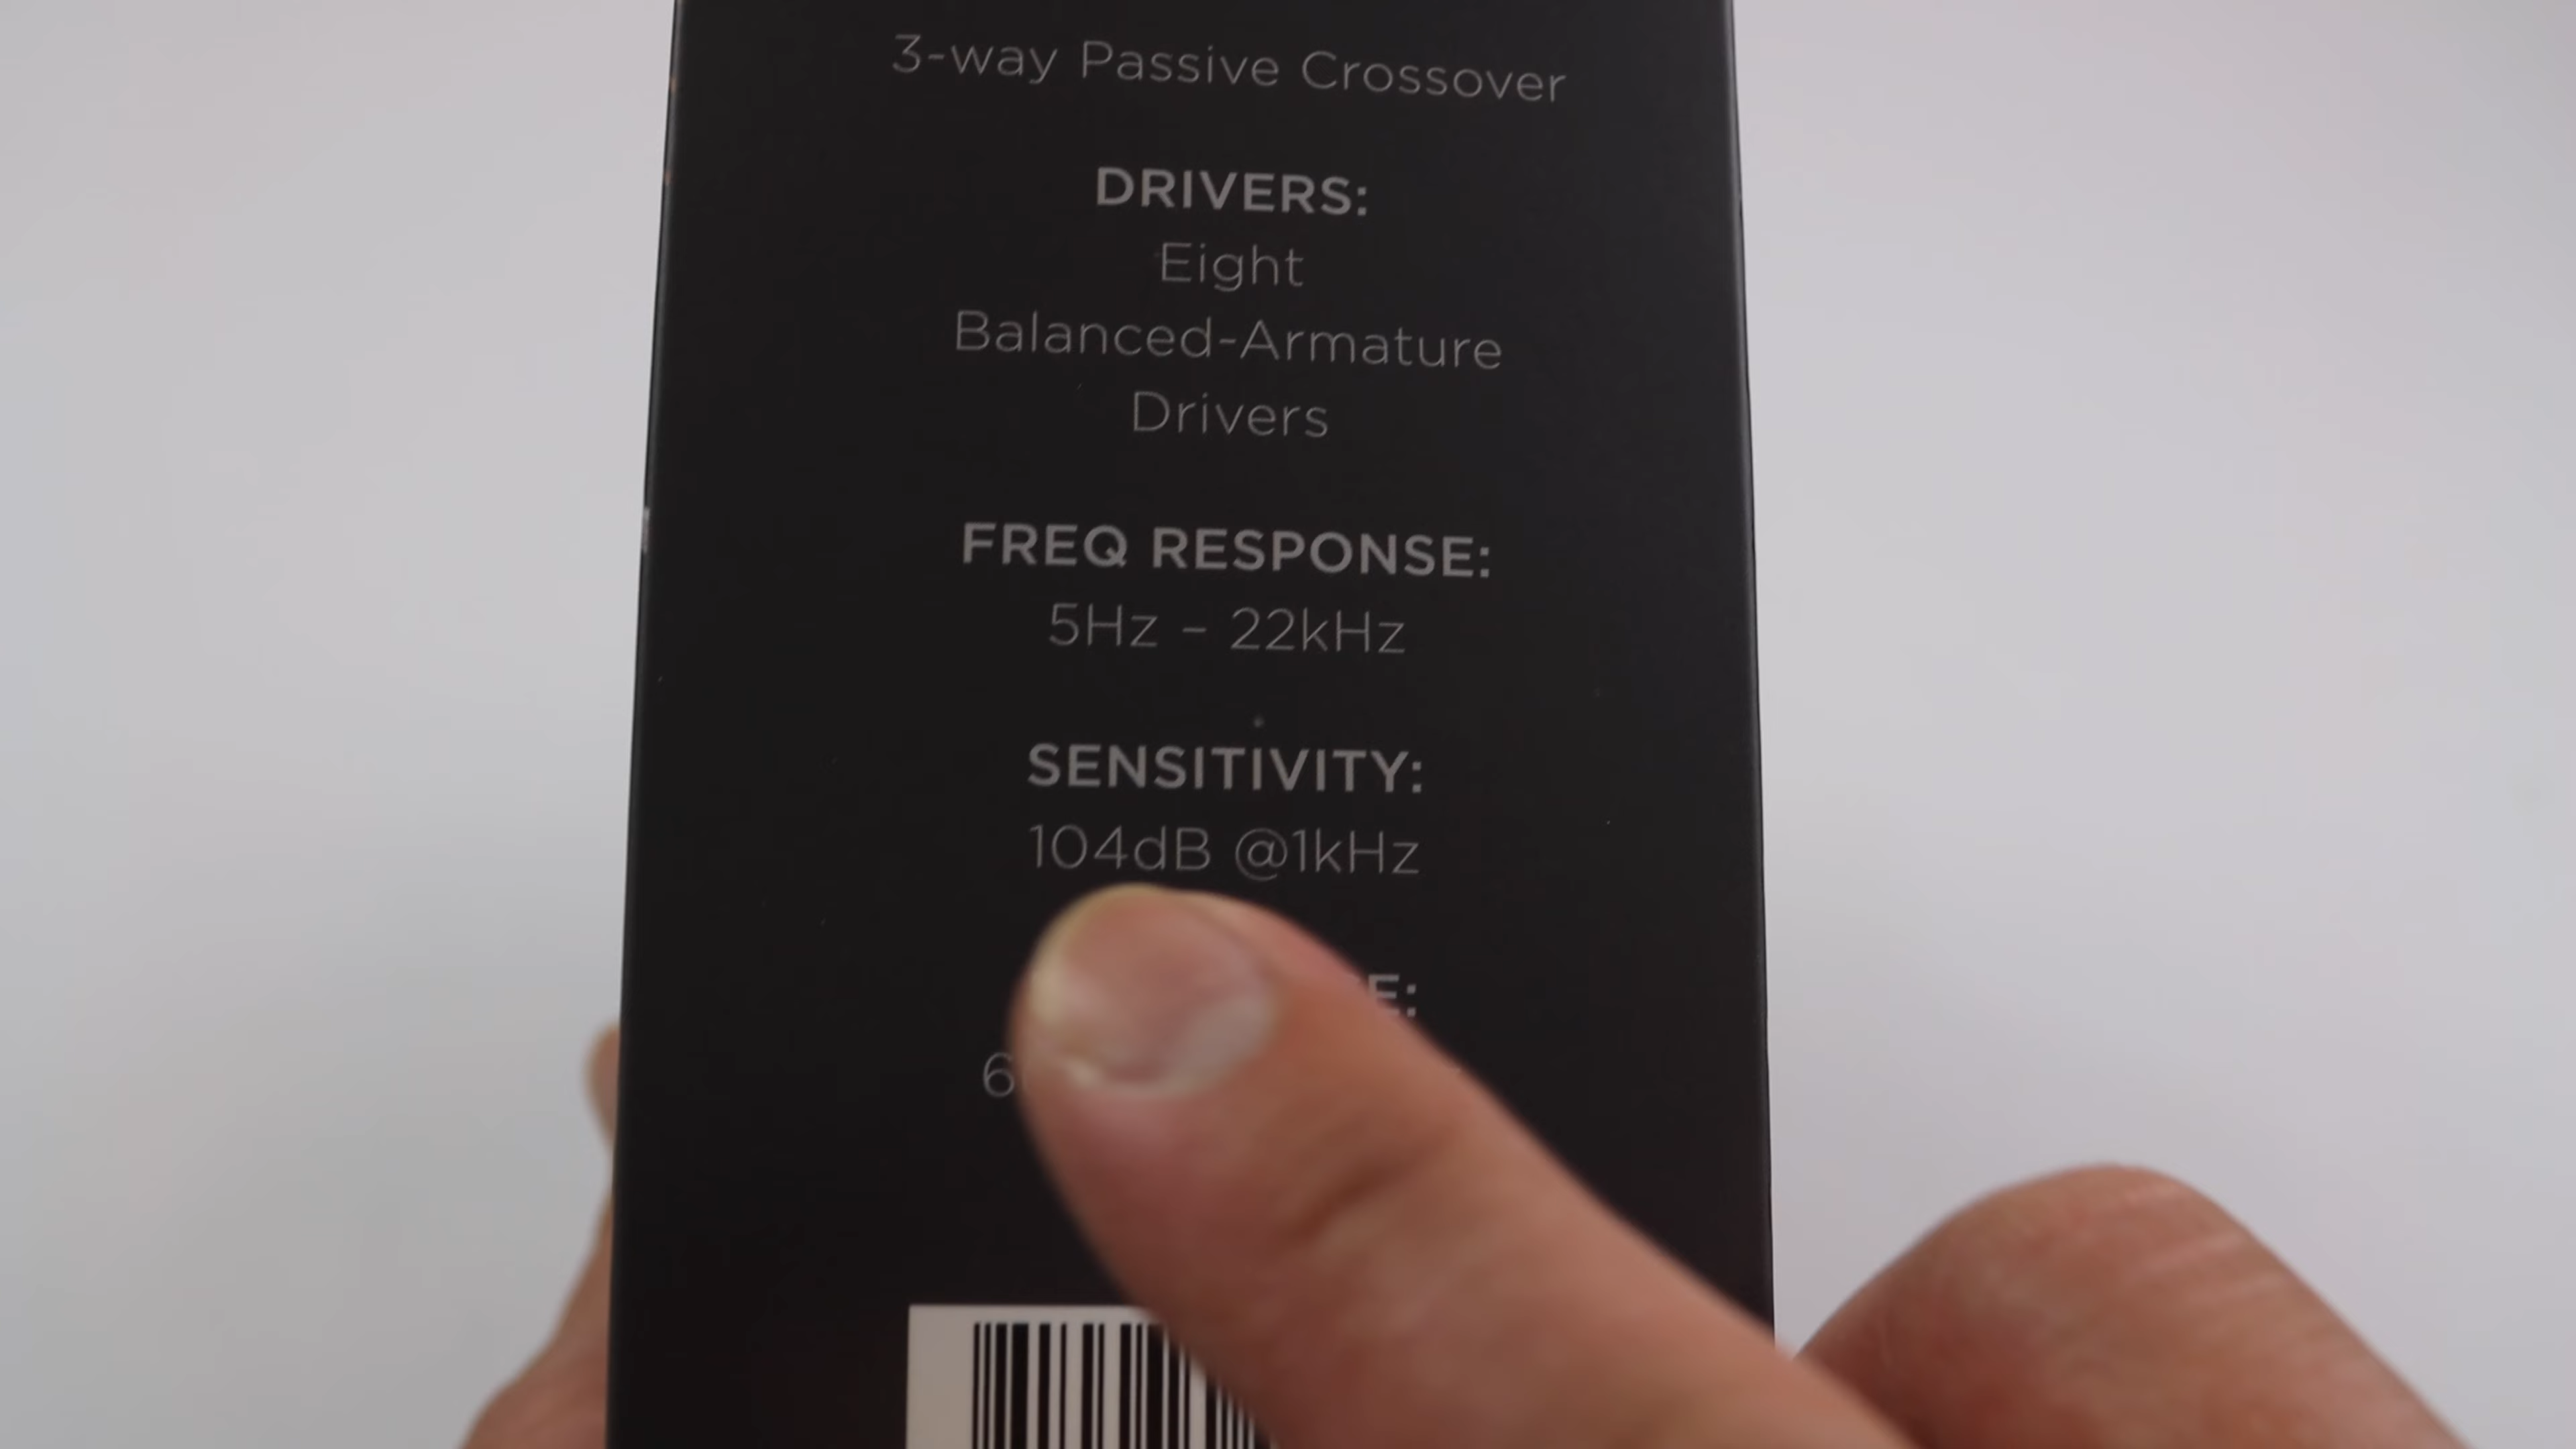 3-way Passive Crossover
DRIVERS:
Eight
Balanced-Armature
Drivers
FREQ RESPONSE:
5Hz – 22kHz
SENSITIVITY:
104dB @1kHz